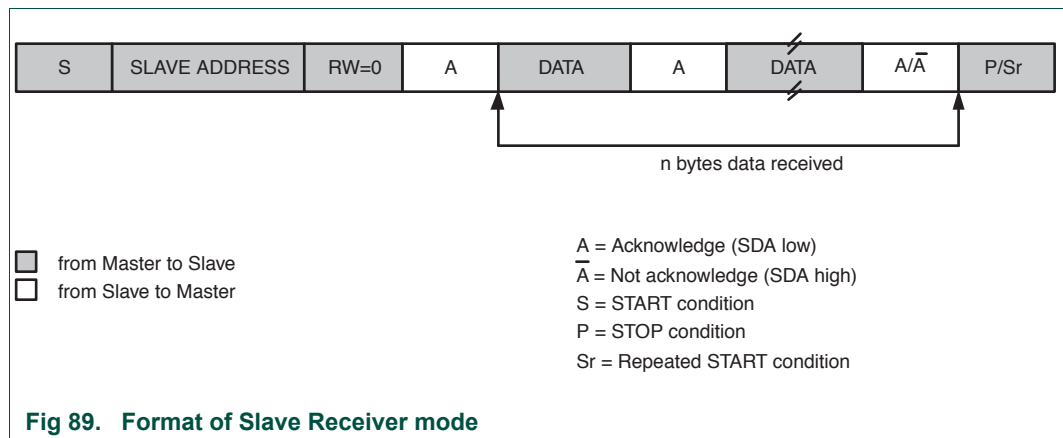 S SLAVE ADDRESS RW=0 A DATA A DATA A/A̅ P/Sr
n bytes data received
from Master to Slave
from Slave to Master
A = Acknowledge (SDA low)
A̅ = Not acknowledge (SDA high)
S = START condition
P = STOP condition
Sr = Repeated START condition
Fig 89. Format of Slave Receiver mode